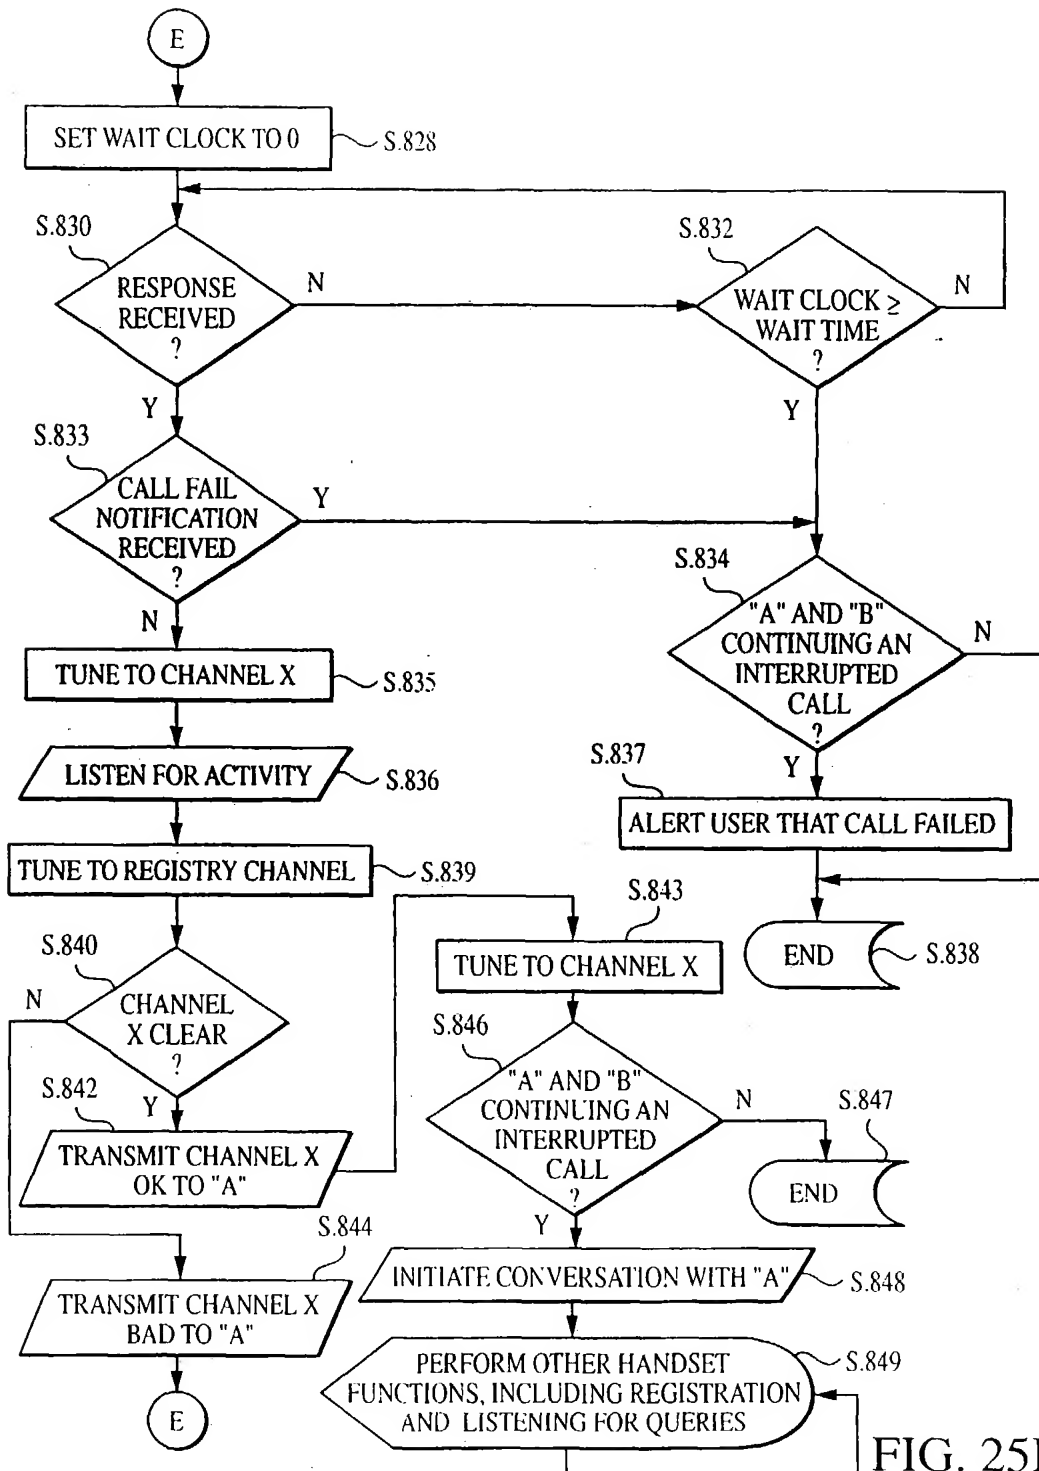 E
SET WAIT CLOCK TO 0
S.828
S.830
RESPONSE
RECEIVED
?
N
Y
S.832
WAIT CLOCK ≥
WAIT TIME
?
N
Y
S.833
CALL FAIL
NOTIFICATION
RECEIVED
?
Y
N
S.834
"A" AND "B"
CONTINUING AN
INTERRUPTED
CALL
?
N
Y
TUNE TO CHANNEL X
S.835
LISTEN FOR ACTIVITY
S.836
S.837
ALERT USER THAT CALL FAILED
TUNE TO REGISTRY CHANNEL
S.839
END
S.838
S.840
CHANNEL
X CLEAR
?
N
Y
S.843
TUNE TO CHANNEL X
S.842
TRANSMIT CHANNEL X
OK TO "A"
S.846
"A" AND "B"
CONTINUING AN
INTERRUPTED
CALL
?
N
Y
S.847
END
S.844
TRANSMIT CHANNEL X
BAD TO "A"
E
INITIATE CONVERSATION WITH "A"
S.848
PERFORM OTHER HANDSET
FUNCTIONS, INCLUDING REGISTRATION
AND LISTENING FOR QUERIES
S.849
FIG.